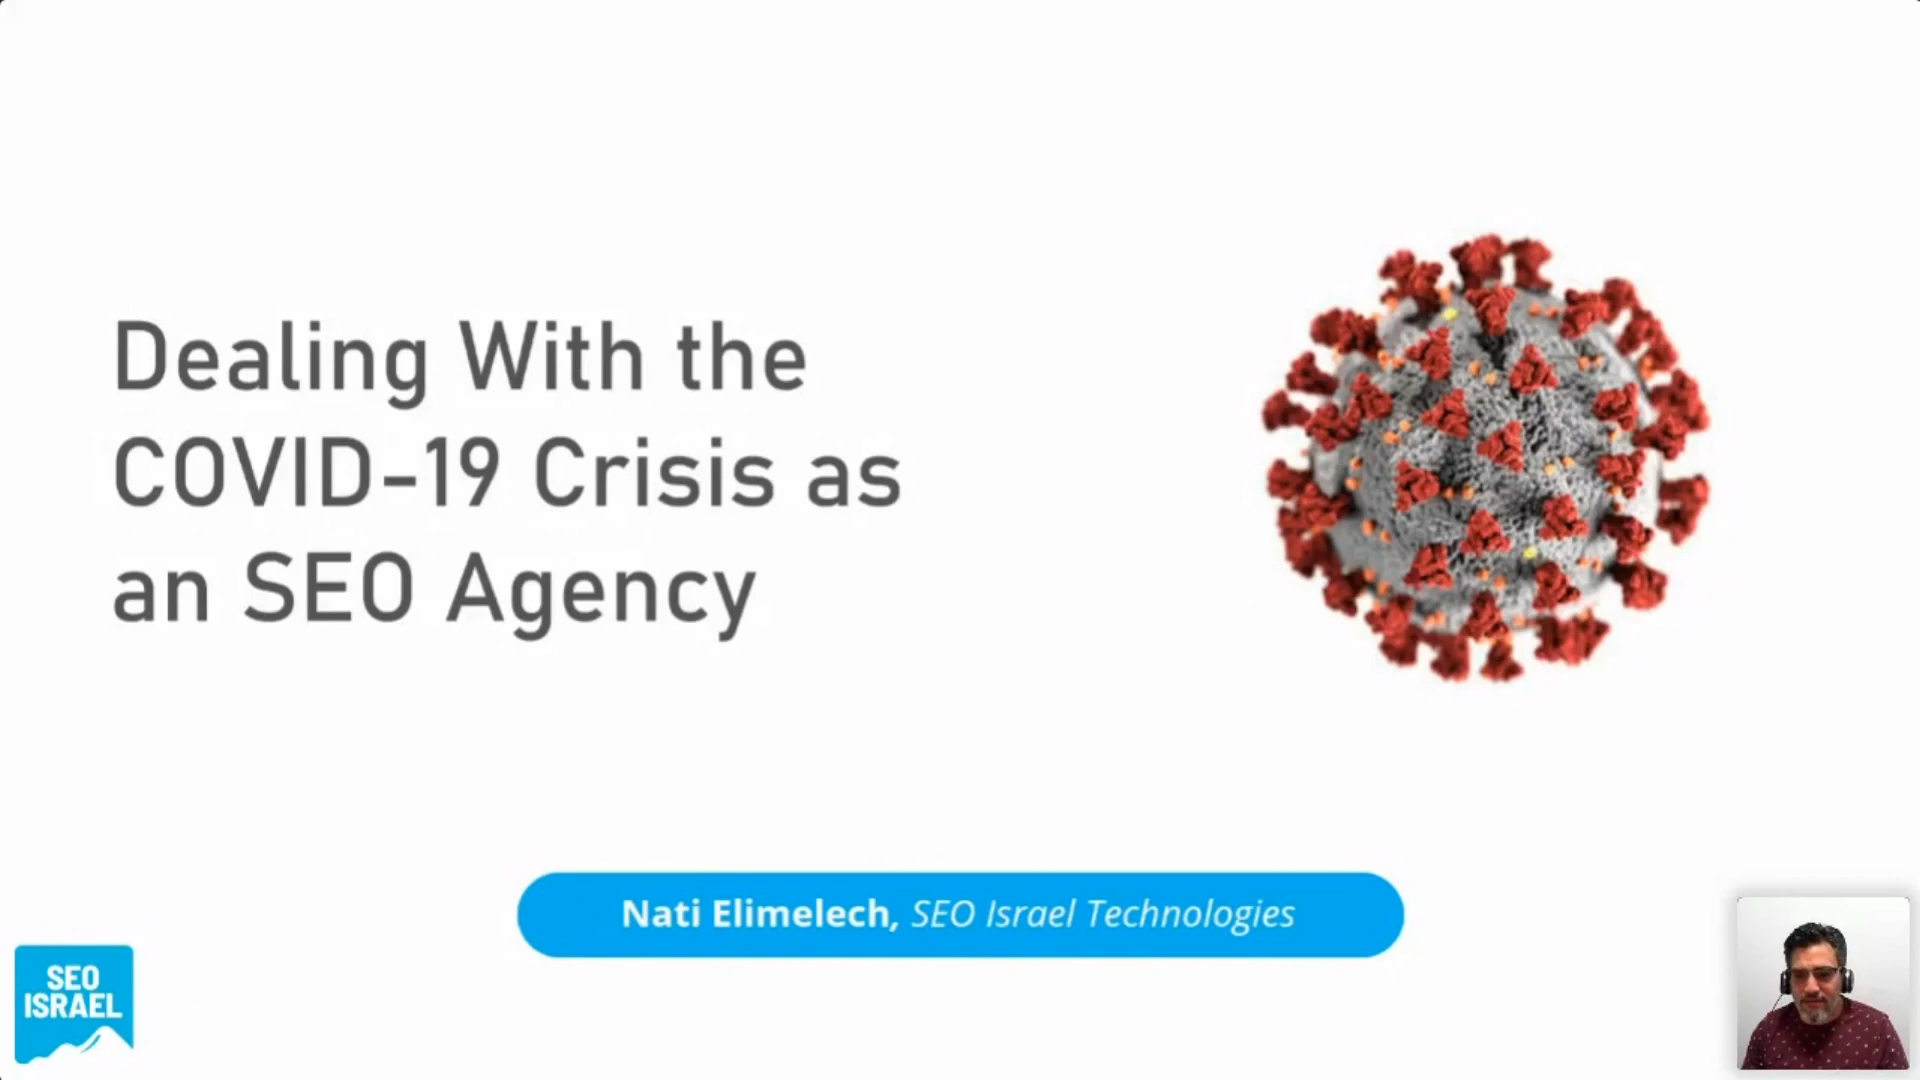 Dealing With the
COVID-19 Crisis as
an SEO Agency
Nati Elimelech, SEO Israel Technologies
SEO
ISRAEL